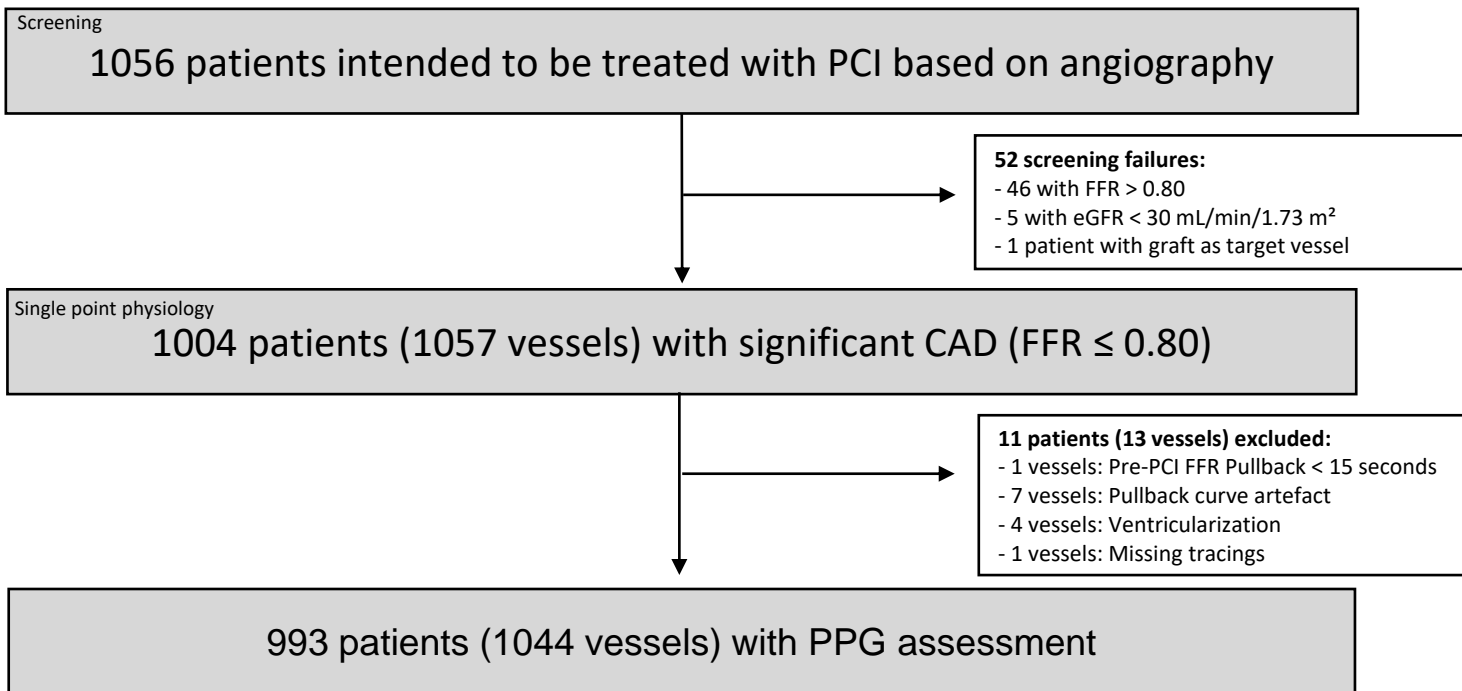 Screening
1056 patients intended to be treated with PCI based on angiography
52 screening failures:
- 46 with FFR > 0.80
- 5 with eGFR < 30 mL/min/1.73 m²
- 1 patient with graft as target vessel
Single point physiology
1004 patients (1057 vessels) with significant CAD (FFR ≤ 0.80)
11 patients (13 vessels) excluded:
- 1 vessels: Pre-PCI FFR Pullback < 15 seconds
- 7 vessels: Pullback curve artefact
- 4 vessels: Ventricularization
- 1 vessels: Missing tracings
993 patients (1044 vessels) with PPG assessment